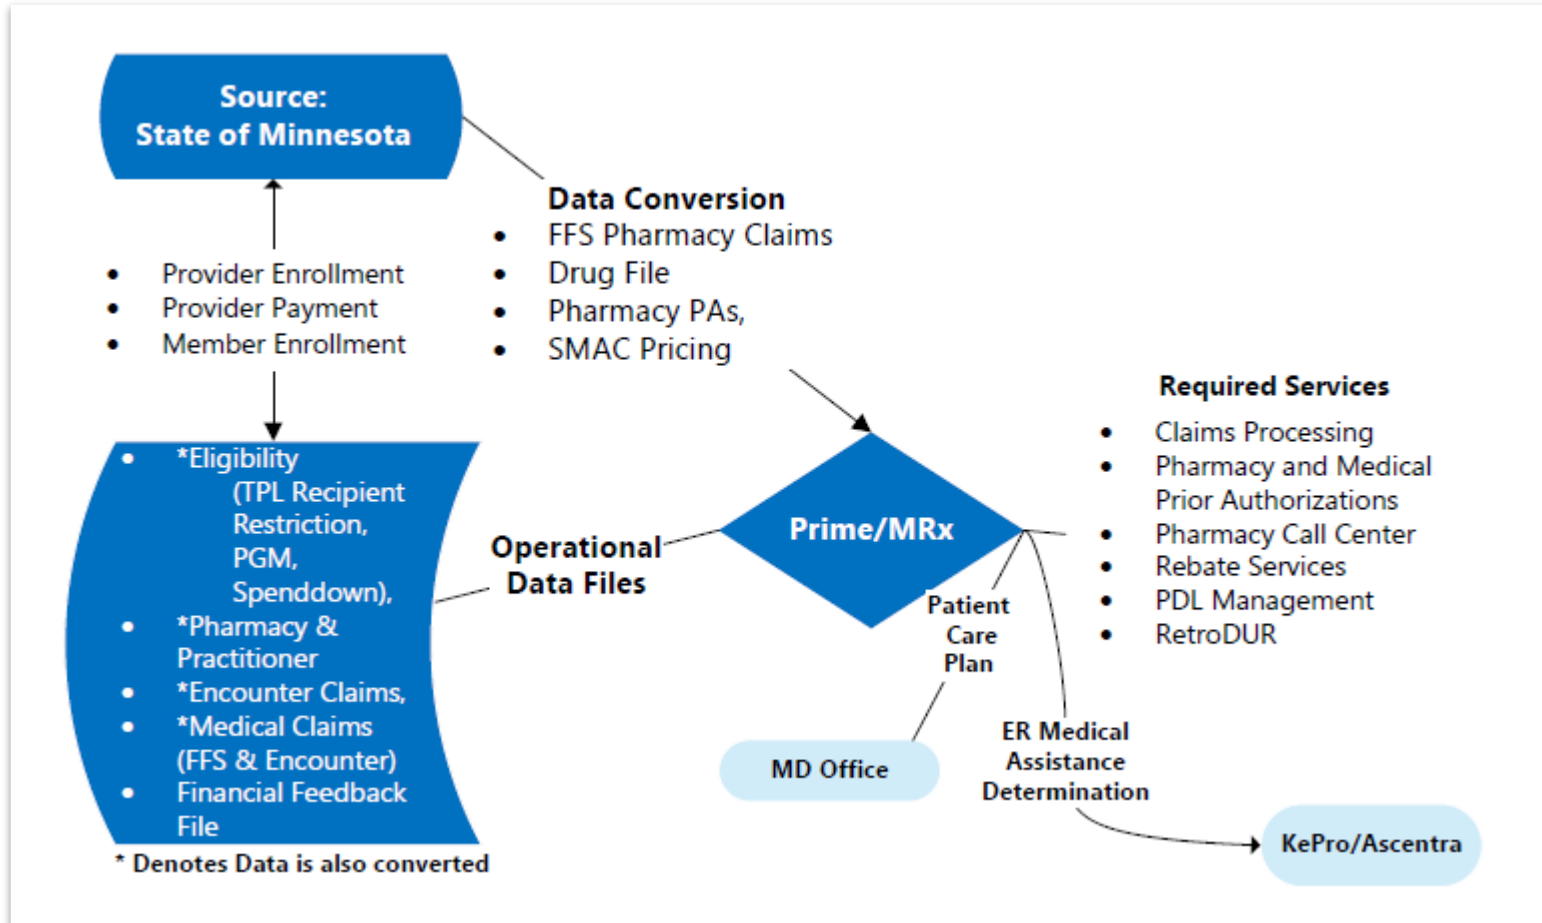 Source:
State of Minnesota
Data Conversion
• FFS Pharmacy Claims
• Drug File
• Pharmacy PAs,
• SMAC Pricing
• Provider Enrollment
• Provider Payment
• Member Enrollment
Required Services
• Claims Processing
• Pharmacy and Medical
Prior Authorizations
• Pharmacy Call Center
• Rebate Services
• PDL Management
• RetroDUR
• *Eligibility
(TPL Recipient
Restriction,
PGM,
Spenddown),
• *Pharmacy &
Practitioner
• *Encounter Claims,
• *Medical Claims
(FFS & Encounter)
• Financial Feedback
File
* Denotes Data is also converted
Operational
Data Files
Prime/MRx
Patient
Care
Plan
MD Office
ER Medical
Assistance
Determination
KePro/Ascentra